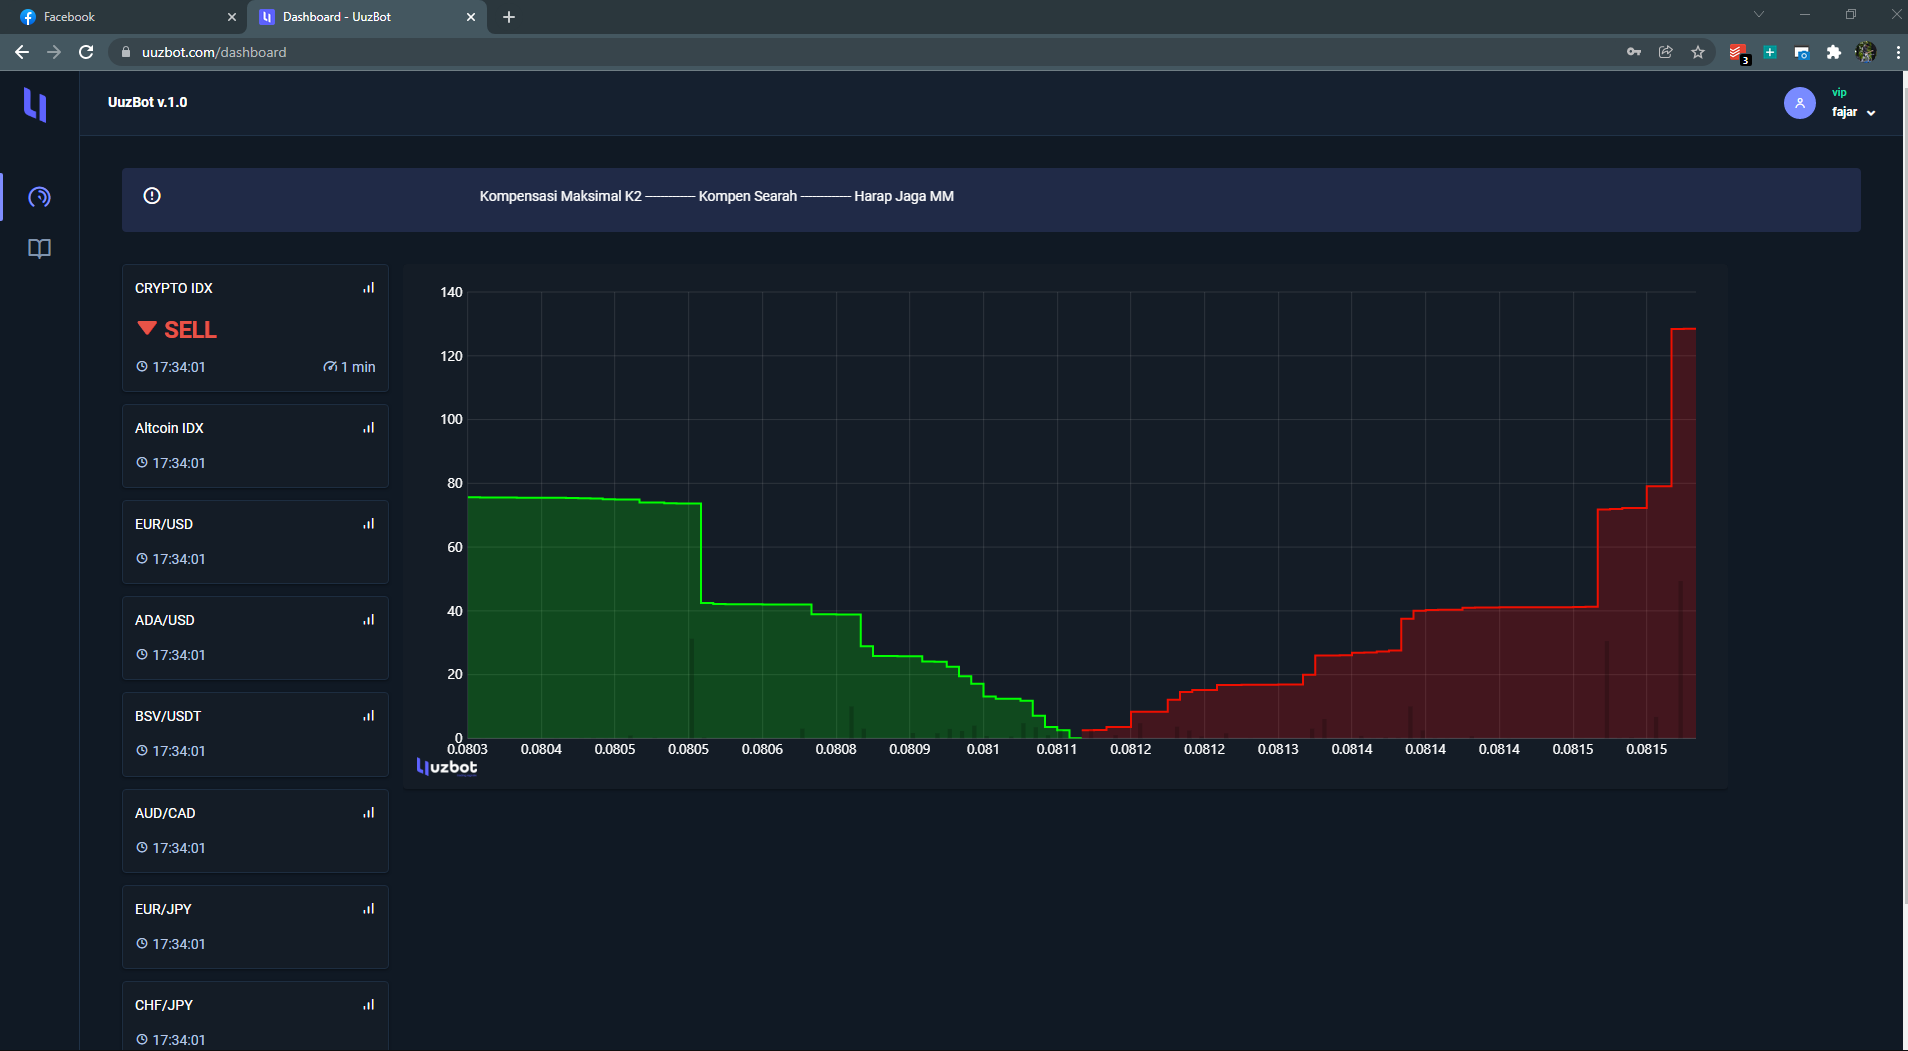 Facebook
Dashboard - UuzBot
uuzbot.com/dashboard
3
UuzBot v.1.0
vip
fajar
Kompensasi Maksimal K2 ———— Kompen Searah ———— Harap Jaga MM
CRYPTO IDX
SELL
17:34:01 1 min
Altcoin IDX
17:34:01
EUR/USD
17:34:01
ADA/USD
17:34:01
BSV/USDT
17:34:01
AUD/CAD
17:34:01
EUR/JPY
17:34:01
CHF/JPY
17:34:01
140
120
100
80
60
40
20
0
0.0803 0.0804 0.0805 0.0805 0.0806 0.0808 0.0809 0.081 0.0811 0.0812 0.0812 0.0813 0.0814 0.0814 0.0814 0.0815 0.0815
uzbot